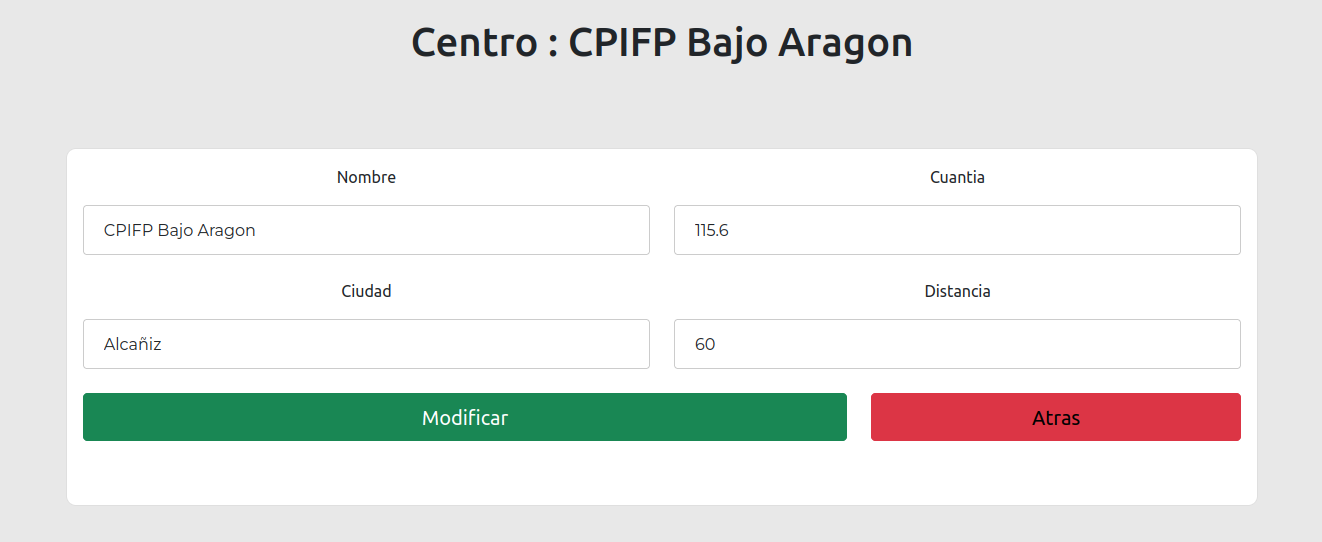 Centro : CPIFP Bajo Aragon
Nombre
Cuantia
CPIFP Bajo Aragon
115.6
Ciudad
Distancia
Alcañiz
60
Modificar
Atras